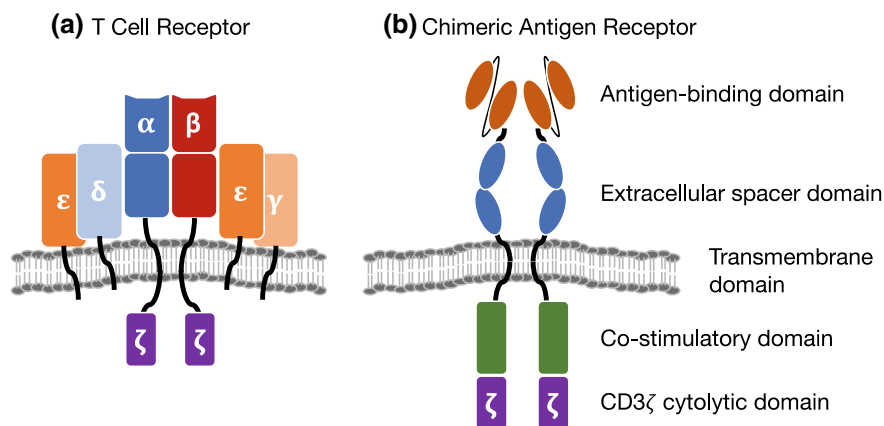 (a) T Cell Receptor
(b) Chimeric Antigen Receptor
α
β
ε
δ
ε
γ
ζ
ζ
Antigen-binding domain
Extracellular spacer domain
Transmembrane
domain
Co-stimulatory domain
ζ
ζ
CD3ζ cytolytic domain